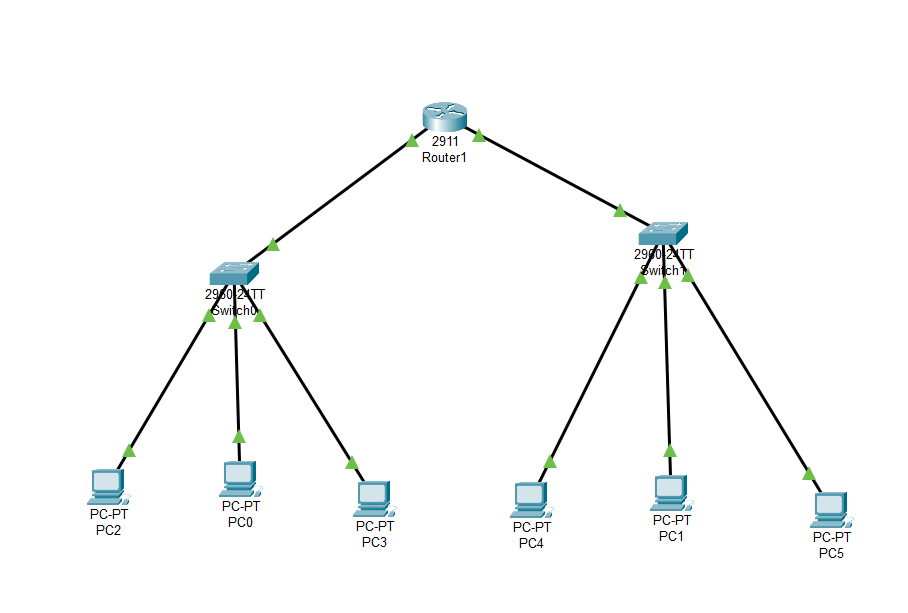 2911
Router1
2960-24TT
Switch1
2960-24TT
Switch0
PC-PT
PC2
PC-PT
PC0
PC-PT
PC3
PC-PT
PC4
PC-PT
PC1
PC-PT
PC5